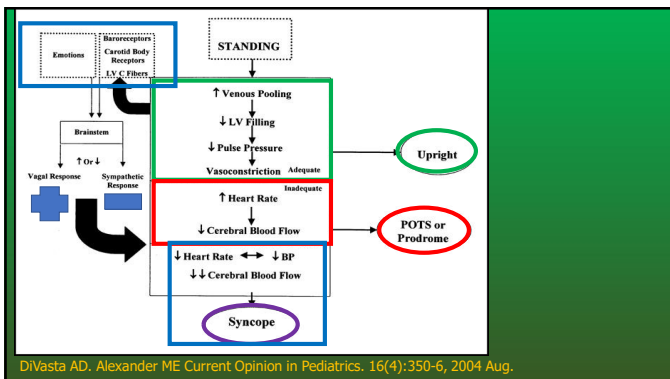 Emotions
Baroreceptors
Carotid Body
Receptors
LV C Fibers
STANDING
↑ Venous Pooling
↓ LV Filling
↓ Pulse Pressure
Vasoconstriction Adequate
Upright
Brainstem
↑ Or ↓
Vagal Response
Sympathetic
Response
Inadequate
↑ Heart Rate
↓ Cerebral Blood Flow
POTS or
Prodrome
↓ Heart Rate ↔ ↓ BP
↓↓ Cerebral Blood Flow
Syncope
DiVasta AD. Alexander ME Current Opinion in Pediatrics. 16(4):350-6, 2004 Aug.